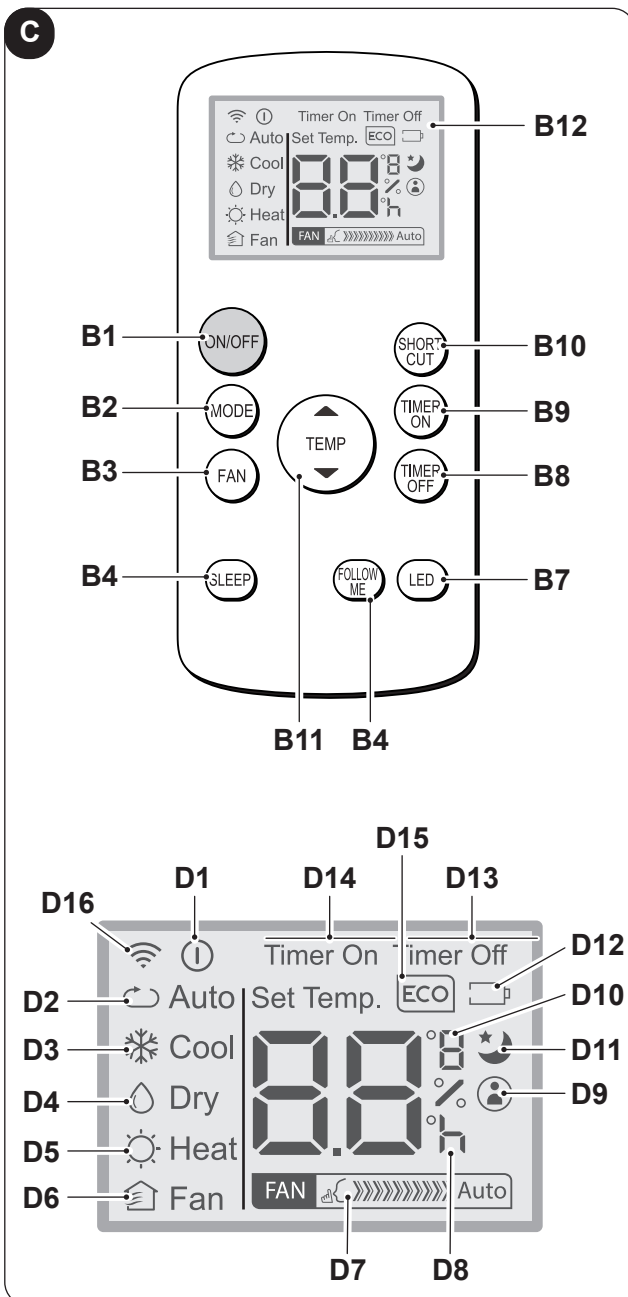 C
Timer On Timer Off
Auto Set Temp. ECO
B12
Cool
Dry %
Heat h
Fan FAN Auto
B1 ON/OFF SHORT CUT B10
B2 MODE TIMER ON B9
TEMP
B3 FAN TIMER OFF B8
B4 SLEEP FOLLOW ME LED B7
B11 B4
D15
D1 D14 D13
D16
Timer On Timer Off D12
D2 Auto Set Temp. ECO D10
88 °8
D3 Cool D11
D4 Dry % D9
D5 Heat °h
D6 Fan FAN Auto
D7 D8